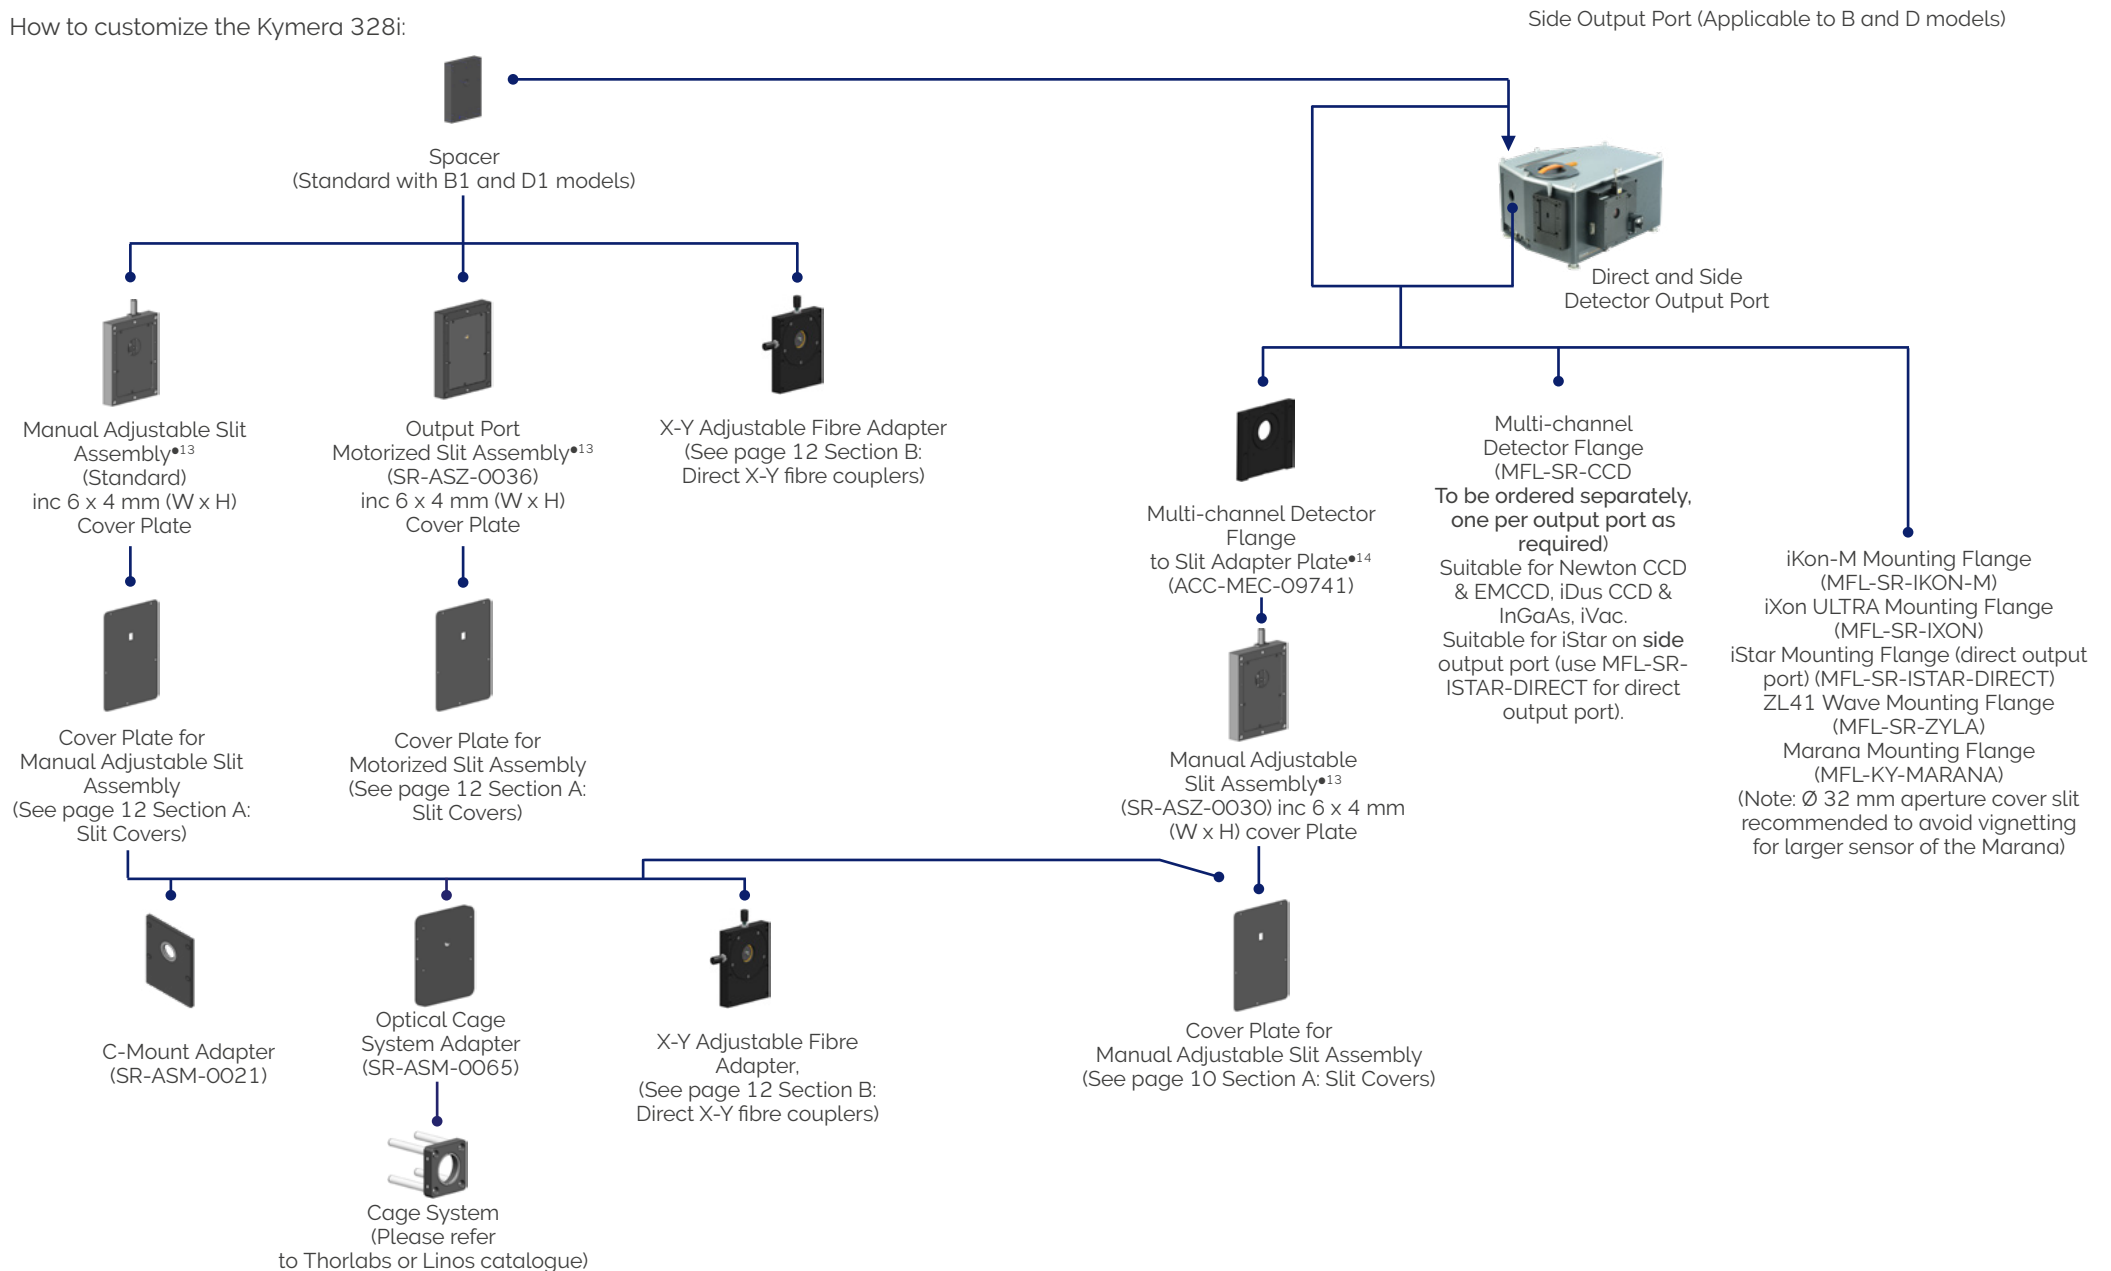 How to customize the Kymera 328i:
Side Output Port (Applicable to B and D models)
Spacer
(Standard with B1 and D1 models)
Direct and Side
Detector Output Port
Manual Adjustable Slit
Assembly●13
(Standard)
inc 6 x 4 mm (W x H)
Cover Plate
Output Port
Motorized Slit Assembly●13
(SR-ASZ-0036)
inc 6 x 4 mm (W x H)
Cover Plate
X-Y Adjustable Fibre Adapter
(See page 12 Section B:
Direct X-Y fibre couplers)
Multi-channel Detector
Flange
to Slit Adapter Plate●14
(ACC-MEC-09741)
Multi-channel
Detector Flange
(MFL-SR-CCD
To be ordered separately,
one per output port as
required)
Suitable for Newton CCD
& EMCCD, iDus CCD &
InGaAs, iVac.
Suitable for iStar on side
output port (use MFL-SR-
ISTAR-DIRECT for direct
output port).
iKon-M Mounting Flange
(MFL-SR-IKON-M)
iXon ULTRA Mounting Flange
(MFL-SR-IXON)
iStar Mounting Flange (direct output
port) (MFL-SR-ISTAR-DIRECT)
ZL41 Wave Mounting Flange
(MFL-SR-ZYLA)
Marana Mounting Flange
(MFL-KY-MARANA)
(Note: Ø 32 mm aperture cover slit
recommended to avoid vignetting
for larger sensor of the Marana)
Cover Plate for
Manual Adjustable Slit
Assembly
(See page 12 Section A:
Slit Covers)
Cover Plate for
Motorized Slit Assembly
(See page 12 Section A:
Slit Covers)
Manual Adjustable
Slit Assembly●13
(SR-ASZ-0030) inc 6 x 4 mm
(W x H) cover Plate
C-Mount Adapter
(SR-ASM-0021)
Optical Cage
System Adapter
(SR-ASM-0065)
X-Y Adjustable Fibre
Adapter,
(See page 12 Section B:
Direct X-Y fibre couplers)
Cover Plate for
Manual Adjustable Slit Assembly
(See page 10 Section A: Slit Covers)
Cage System
(Please refer
to Thorlabs or Linos catalogue)